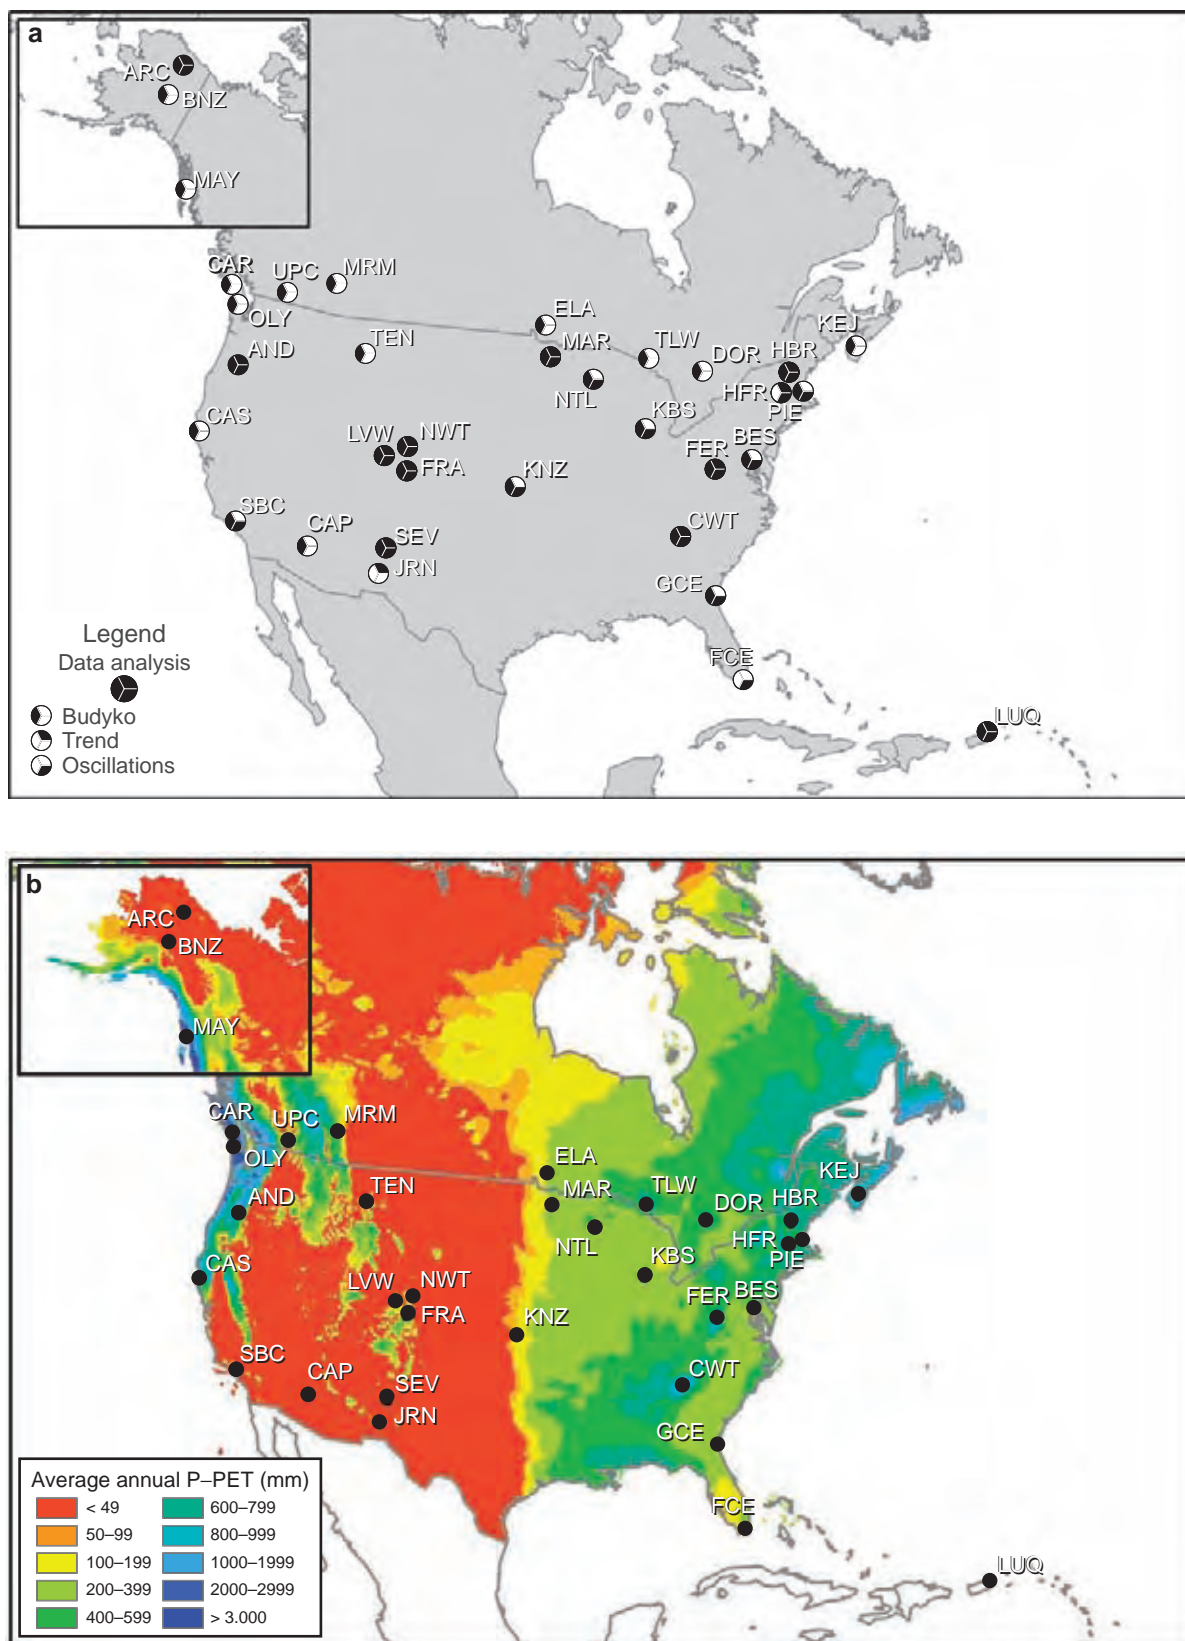 a
ARC
BNZ
MAY
CAR
UPC
MRM
OLY
ELA
KEJ
AND
TEN
MAR
TLW
DOR
HBR
NTL
HFR
PIE
CAS
KBS
LVW
NWT
FER
BES
FRA
KNZ
SBC
CAP
SEV
CWT
JRN
GCE
FCE
LUQ
Legend
Data analysis
Budyko
Trend
Oscillations
b
ARC
BNZ
MAY
CAR
UPC
MRM
OLY
ELA
KEJ
AND
TEN
MAR
TLW
DOR
HBR
NTL
HFR
PIE
CAS
KBS
LVW
NWT
FER
BES
FRA
KNZ
SBC
CAP
SEV
CWT
JRN
GCE
FCE
LUQ
Average annual P–PET (mm)
< 49
600–799
50–99
800–999
100–199
1000–1999
200–399
2000–2999
400–599
> 3.000